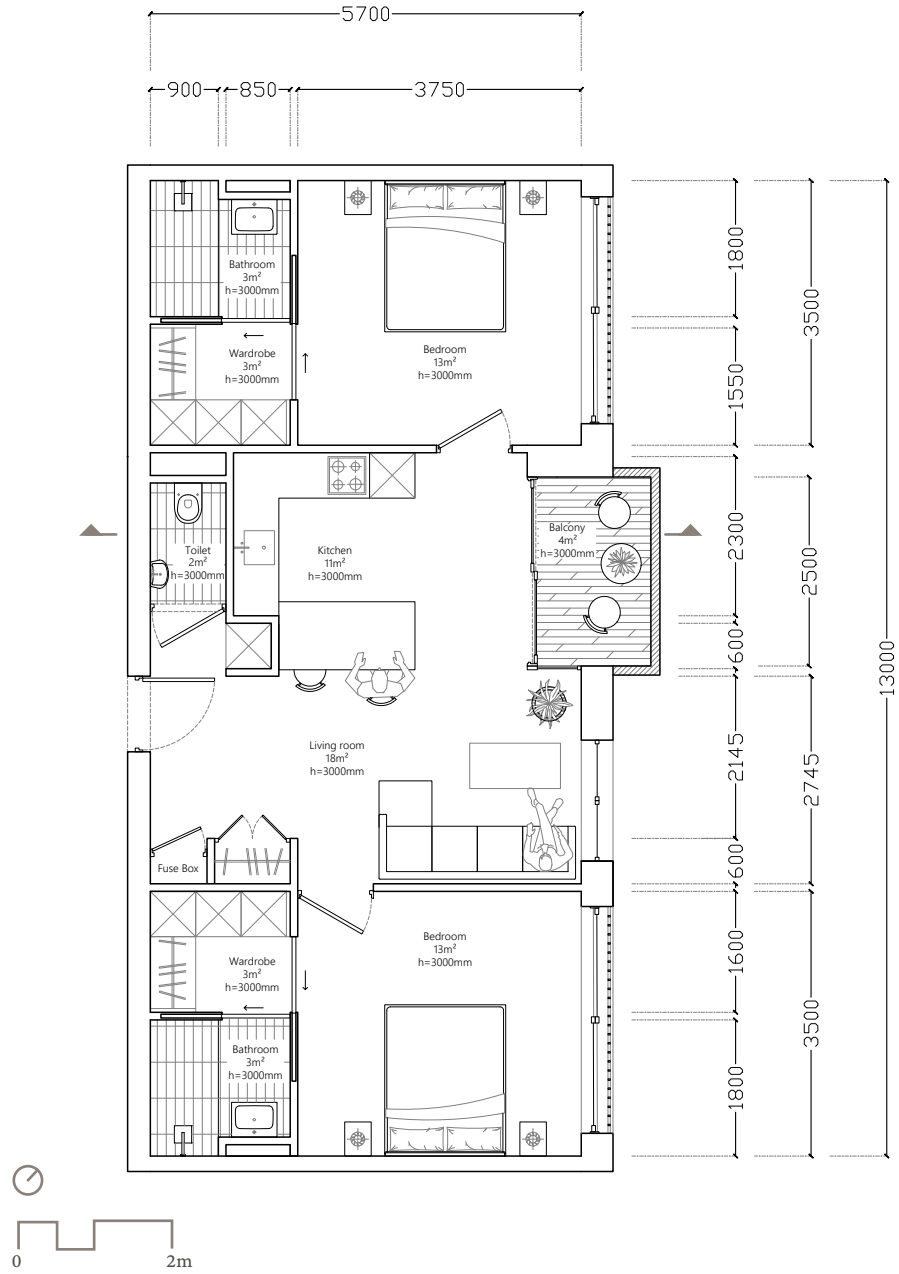 5700
900
850
3750
Bathroom
3m²
h=3000mm
Wardrobe
3m²
h=3000mm
Bedroom
13m²
h=3000mm
Toilet
2m²
h=3000mm
Kitchen
11m²
h=3000mm
Balcony
4m²
h=3000mm
Living room
18m²
h=3000mm
Fuse Box
Wardrobe
3m²
h=3000mm
Bedroom
13m²
h=3000mm
Bathroom
3m²
h=3000mm
1800
1550
2300
600
2145
600
1600
1800
3500
2500
2745
3500
13000
0
2m